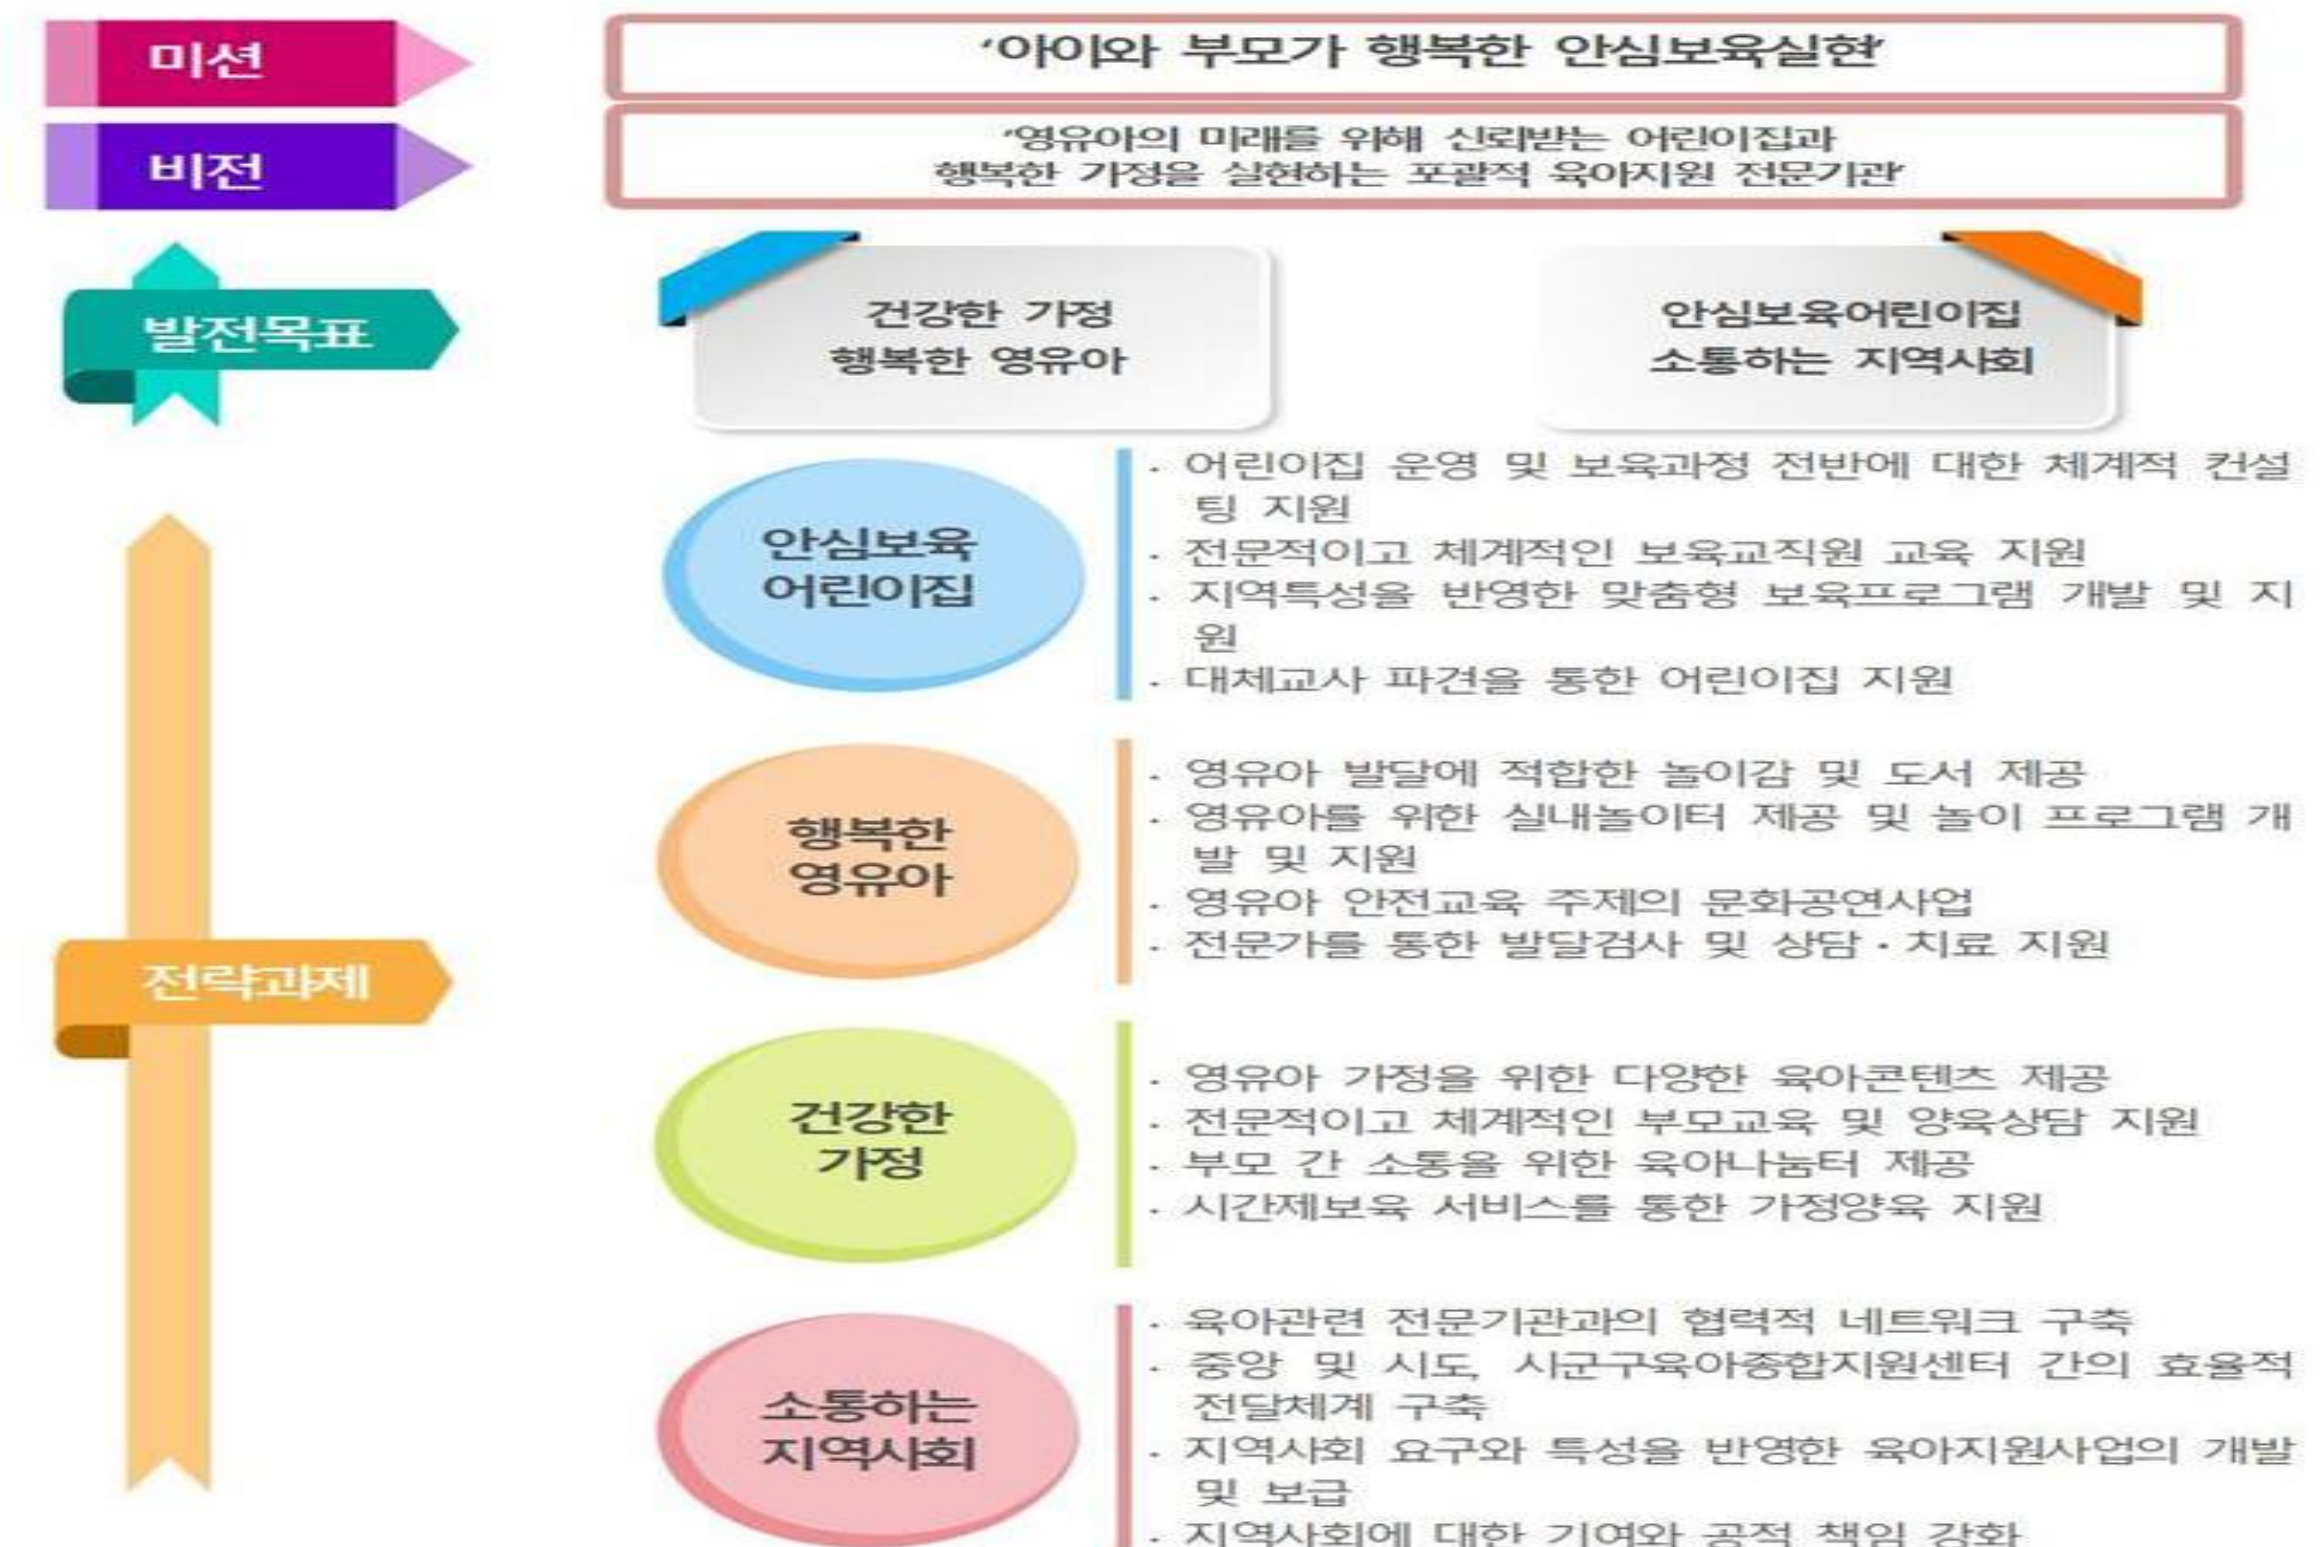 미션
'아이와 부모가 행복한 안심보육실현'
비전
'영유아의 미래를 위해 신뢰받는 어린이집과
행복한 가정을 실현하는 포괄적 육아지원 전문기관'
발전목표
건강한 가정
행복한 영유아
안심보육어린이집
소통하는 지역사회
전략과제
안심보육
어린이집
· 어린이집 운영 및 보육과정 전반에 대한 체계적 컨설
팅 지원
· 전문적이고 체계적인 보육교직원 교육 지원
· 지역특성을 반영한 맞춤형 보육프로그램 개발 및 지
원
· 대체교사 파견을 통한 어린이집 지원
행복한
영유아
· 영유아 발달에 적합한 놀이감 및 도서 제공
· 영유아를 위한 실내놀이터 제공 및 놀이 프로그램 개
발 및 지원
· 영유아 안전교육 주제의 문화공연사업
· 전문가를 통한 발달검사 및 상담·치료 지원
건강한
가정
· 영유아 가정을 위한 다양한 육아콘텐츠 제공
· 전문적이고 체계적인 부모교육 및 양육상담 지원
· 부모 간 소통을 위한 육아나눔터 제공
· 시간제보육 서비스를 통한 가정양육 지원
소통하는
지역사회
· 육아관련 전문기관과의 협력적 네트워크 구축
· 중앙 및 시도, 시군구육아종합지원센터 간의 효율적
전달체계 구축
· 지역사회 요구와 특성을 반영한 육아지원사업의 개발
및 보급
· 지역사회에 대한 기여와 공적 책임 강화